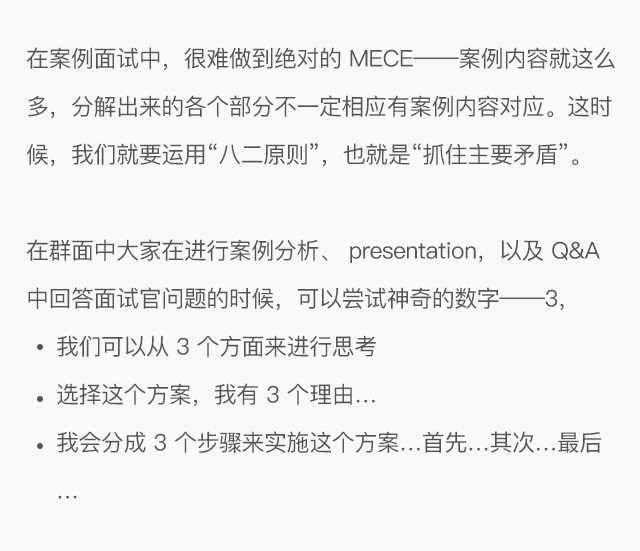 在案例面试中，很难做到绝对的 MECE——案例内容就这么
多，分解出来的各个部分不一定相应有案例内容对应。这时
候，我们就要运用“八二原则”，也就是“抓住主要矛盾”。
在群面中大家在进行案例分析、 presentation，以及 Q&A
中回答面试官问题的时候，可以尝试神奇的数字——3，
• 我们可以从 3 个方面来进行思考
• 选择这个方案，我有 3 个理由…
• 我会分成 3 个步骤来实施这个方案…首先…其次…最后
…